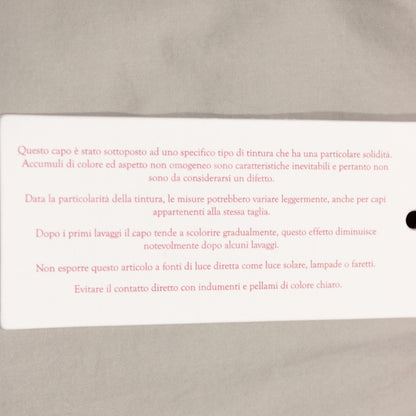 Questo capo è stato sottoposto ad uno specifico tipo di tintura che ha una particolare solidità.
Accumuli di colore ed aspetto non omogeneo sono caratteristiche inevitabili e pertanto non
sono da considerarsi un difetto.
Data la particolarità della tintura, le misure potrebbero variare leggermente, anche per capi
appartenenti alla stessa taglia.
Dopo i primi lavaggi il capo tende a scolorire gradualmente, questo effetto diminuisce
notevolmente dopo alcuni lavaggi.
Non esporre questo articolo a fonti di luce diretta come luce solare, lampade o faretti.
Evitare il contatto diretto con indumenti e pellami di colore chiaro.